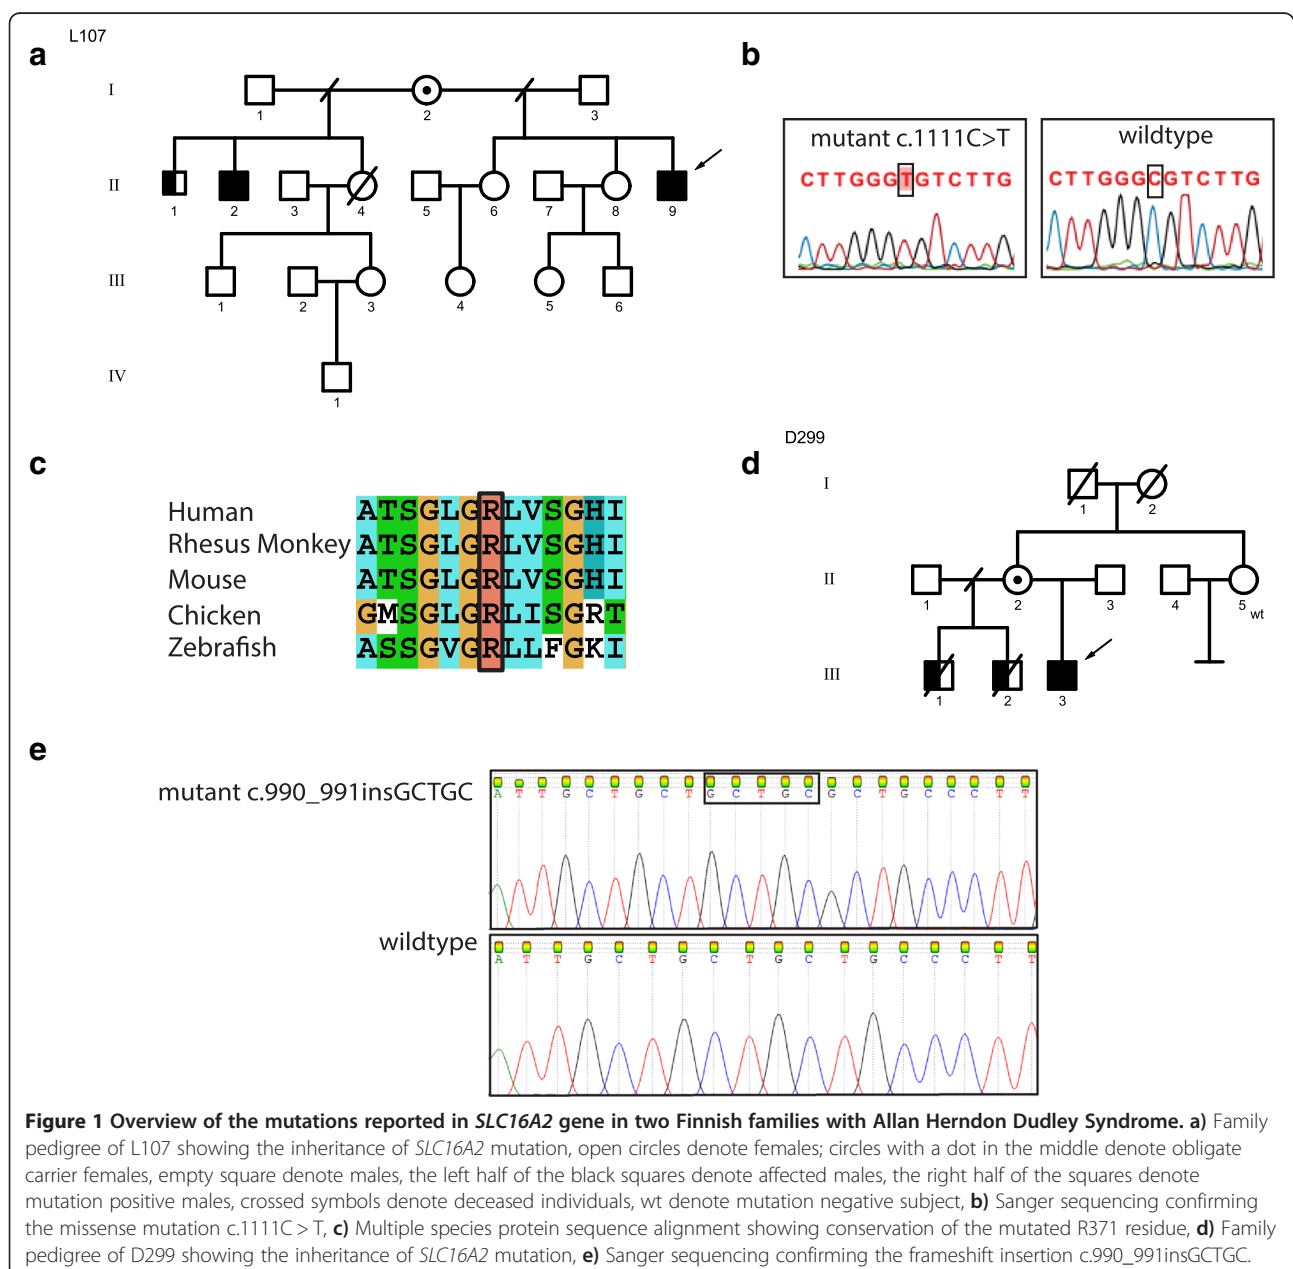 a
L107
I
1
2
3
II
1
2
3
4
5
6
7
8
9
III
1
2
3
4
5
6
IV
1
b
mutant c.1111C>T
CTTGGGTGTCTTG
wildtype
CTTGGGCGTCTTG
c
Human ATSGLGRLVSGHI
Rhesus Monkey ATSGLGRLVSGHI
Mouse ATSGLGRLVSGHI
Chicken GMSGLGRLISGRT
Zebrafish ASSGVGRLLFGKI
d
D299
I
1
2
II
1
2
3
4
5 wt
III
1
2
3
e
mutant c.990_991insGCTGC
A T T G C T G C T G C T G C G C T G C C C T T
wildtype
A T T G C T G C T G C T G C C C T T
Figure 1 Overview of the mutations reported in SLC16A2 gene in two Finnish families with Allan Herndon Dudley Syndrome. a) Family
pedigree of L107 showing the inheritance of SLC16A2 mutation, open circles denote females; circles with a dot in the middle denote obligate
carrier females, empty square denote males, the left half of the black squares denote affected males, the right half of the squares denote
mutation positive males, crossed symbols denote deceased individuals, wt denote mutation negative subject, b) Sanger sequencing confirming
the missense mutation c.1111C > T, c) Multiple species protein sequence alignment showing conservation of the mutated R371 residue, d) Family
pedigree of D299 showing the inheritance of SLC16A2 mutation, e) Sanger sequencing confirming the frameshift insertion c.990_991insGCTGC.